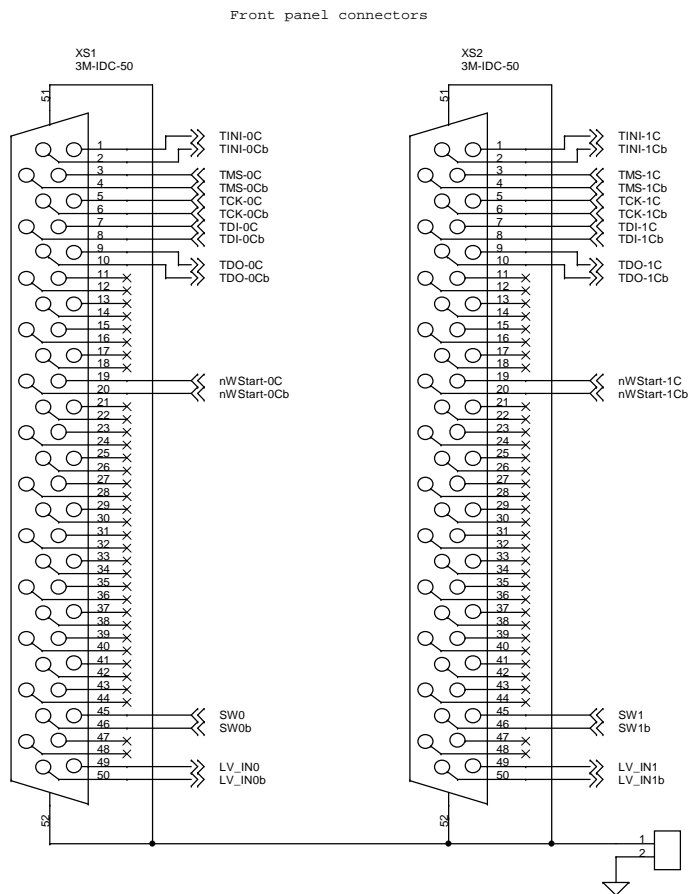 Front panel connectors
XS1
3M-IDC-50
51
1 TINI-0C
2 TINI-0Cb
3 TMS-0C
4 TMS-0Cb
5 TCK-0C
6 TCK-0Cb
7 TDI-0C
8 TDI-0Cb
9 TDO-0C
10 TDO-0Cb
11
12
13
14
15
16
17
18
19 nWStart-0C
20 nWStart-0Cb
21
22
23
24
25
26
27
28
29
30
31
32
33
34
35
36
37
38
39
40
41
42
43
44
45 SW0
46 SW0b
47
48
49 LV_IN0
50 LV_IN0b
52
XS2
3M-IDC-50
51
1 TINI-1C
2 TINI-1Cb
3 TMS-1C
4 TMS-1Cb
5 TCK-1C
6 TCK-1Cb
7 TDI-1C
8 TDI-1Cb
9 TDO-1C
10 TDO-1Cb
11
12
13
14
15
16
17
18
19 nWStart-1C
20 nWStart-1Cb
21
22
23
24
25
26
27
28
29
30
31
32
33
34
35
36
37
38
39
40
41
42
43
44
45 SW1
46 SW1b
47
48
49 LV_IN1
50 LV_IN1b
52
1
2